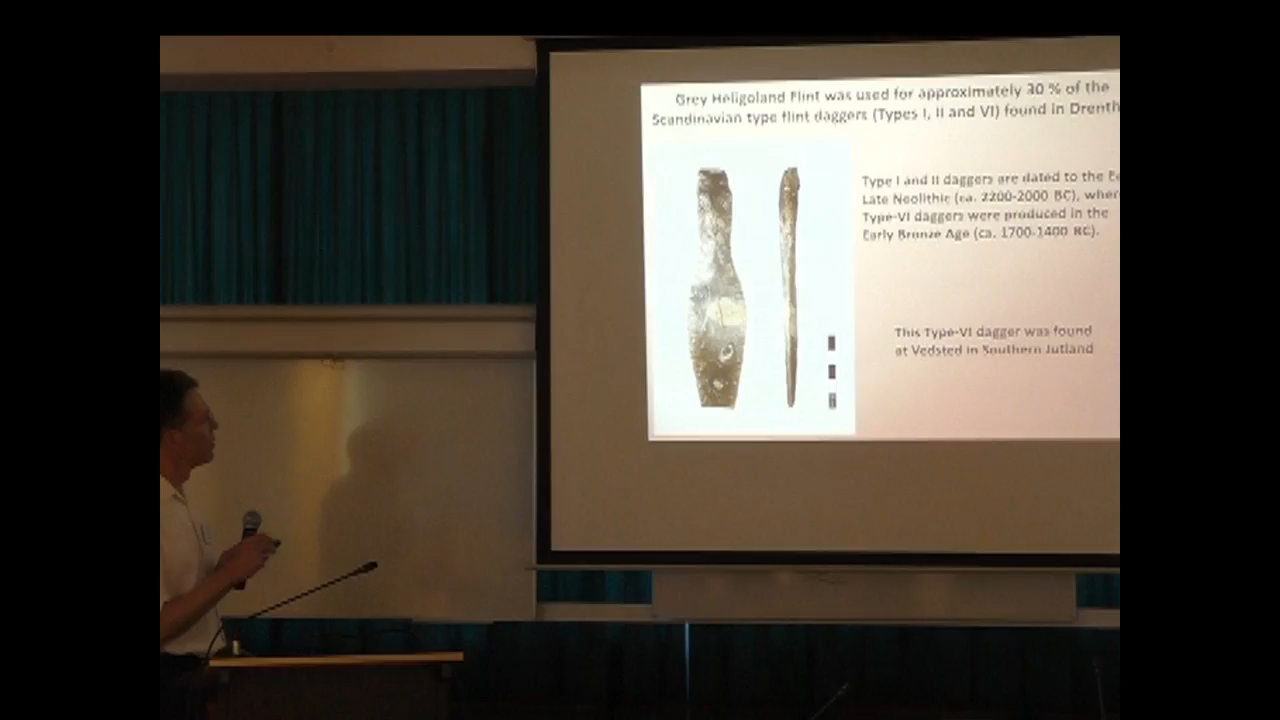 Grey Heligoland Flint was used for approximately 30 % of the
Scandinavian type flint daggers (Types I, II and VI) found in Drenth
Type I and II daggers are dated to the Ea
Late Neolithic (ca. 2200-2000 BC), wher
Type-VI daggers were produced in the
Early Bronze Age (ca. 1700-1400 BC).
This Type-VI dagger was found
at Vedsted in Southern Jutland